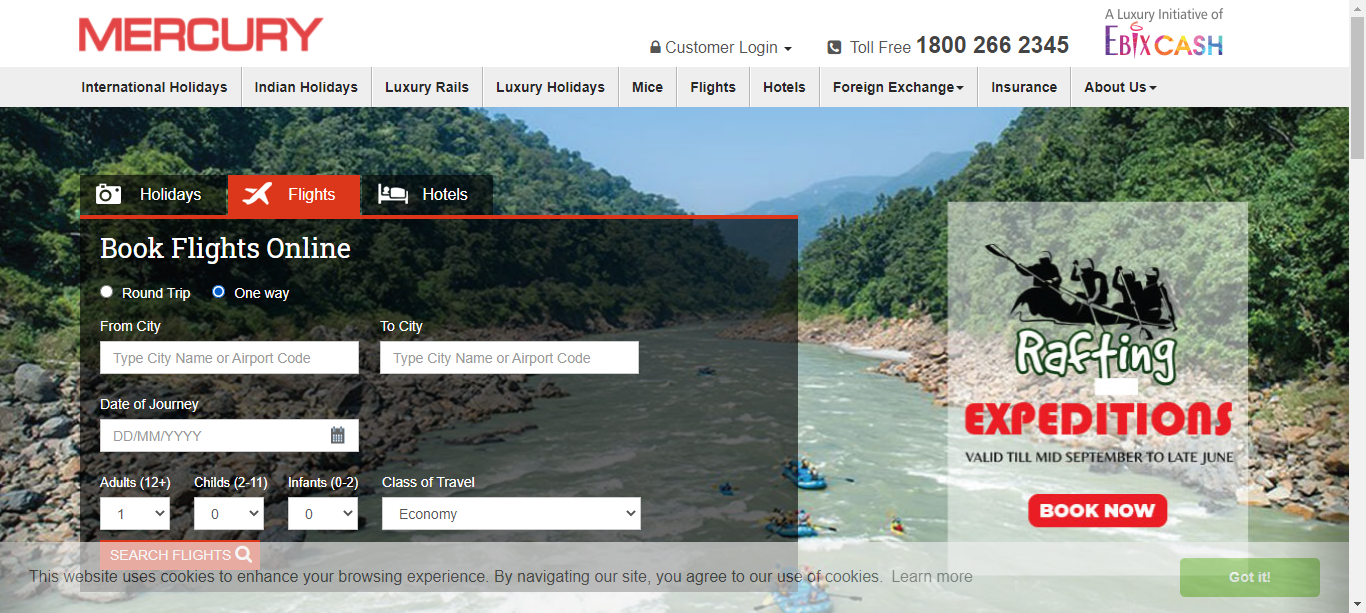 MERCURY
Customer Login
Toll Free 1800 266 2345
A Luxury Initiative of
EBIXCASH
International Holidays
Indian Holidays
Luxury Rails
Luxury Holidays
Mice
Flights
Hotels
Foreign Exchange
Insurance
About Us
Holidays
Flights
Hotels
Book Flights Online
Round Trip
One way
From City
To City
Type City Name or Airport Code
Type City Name or Airport Code
Date of Journey
DD/MM/YYYY
Adults (12+)
Childs (2-11)
Infants (0-2)
Class of Travel
1
0
0
Economy
SEARCH FLIGHTS
Rafting
EXPEDITIONS
VALID TILL MID SEPTEMBER TO LATE JUNE
BOOK NOW
This website uses cookies to enhance your browsing experience. By navigating our site, you agree to our use of cookies. Learn more
Got it!